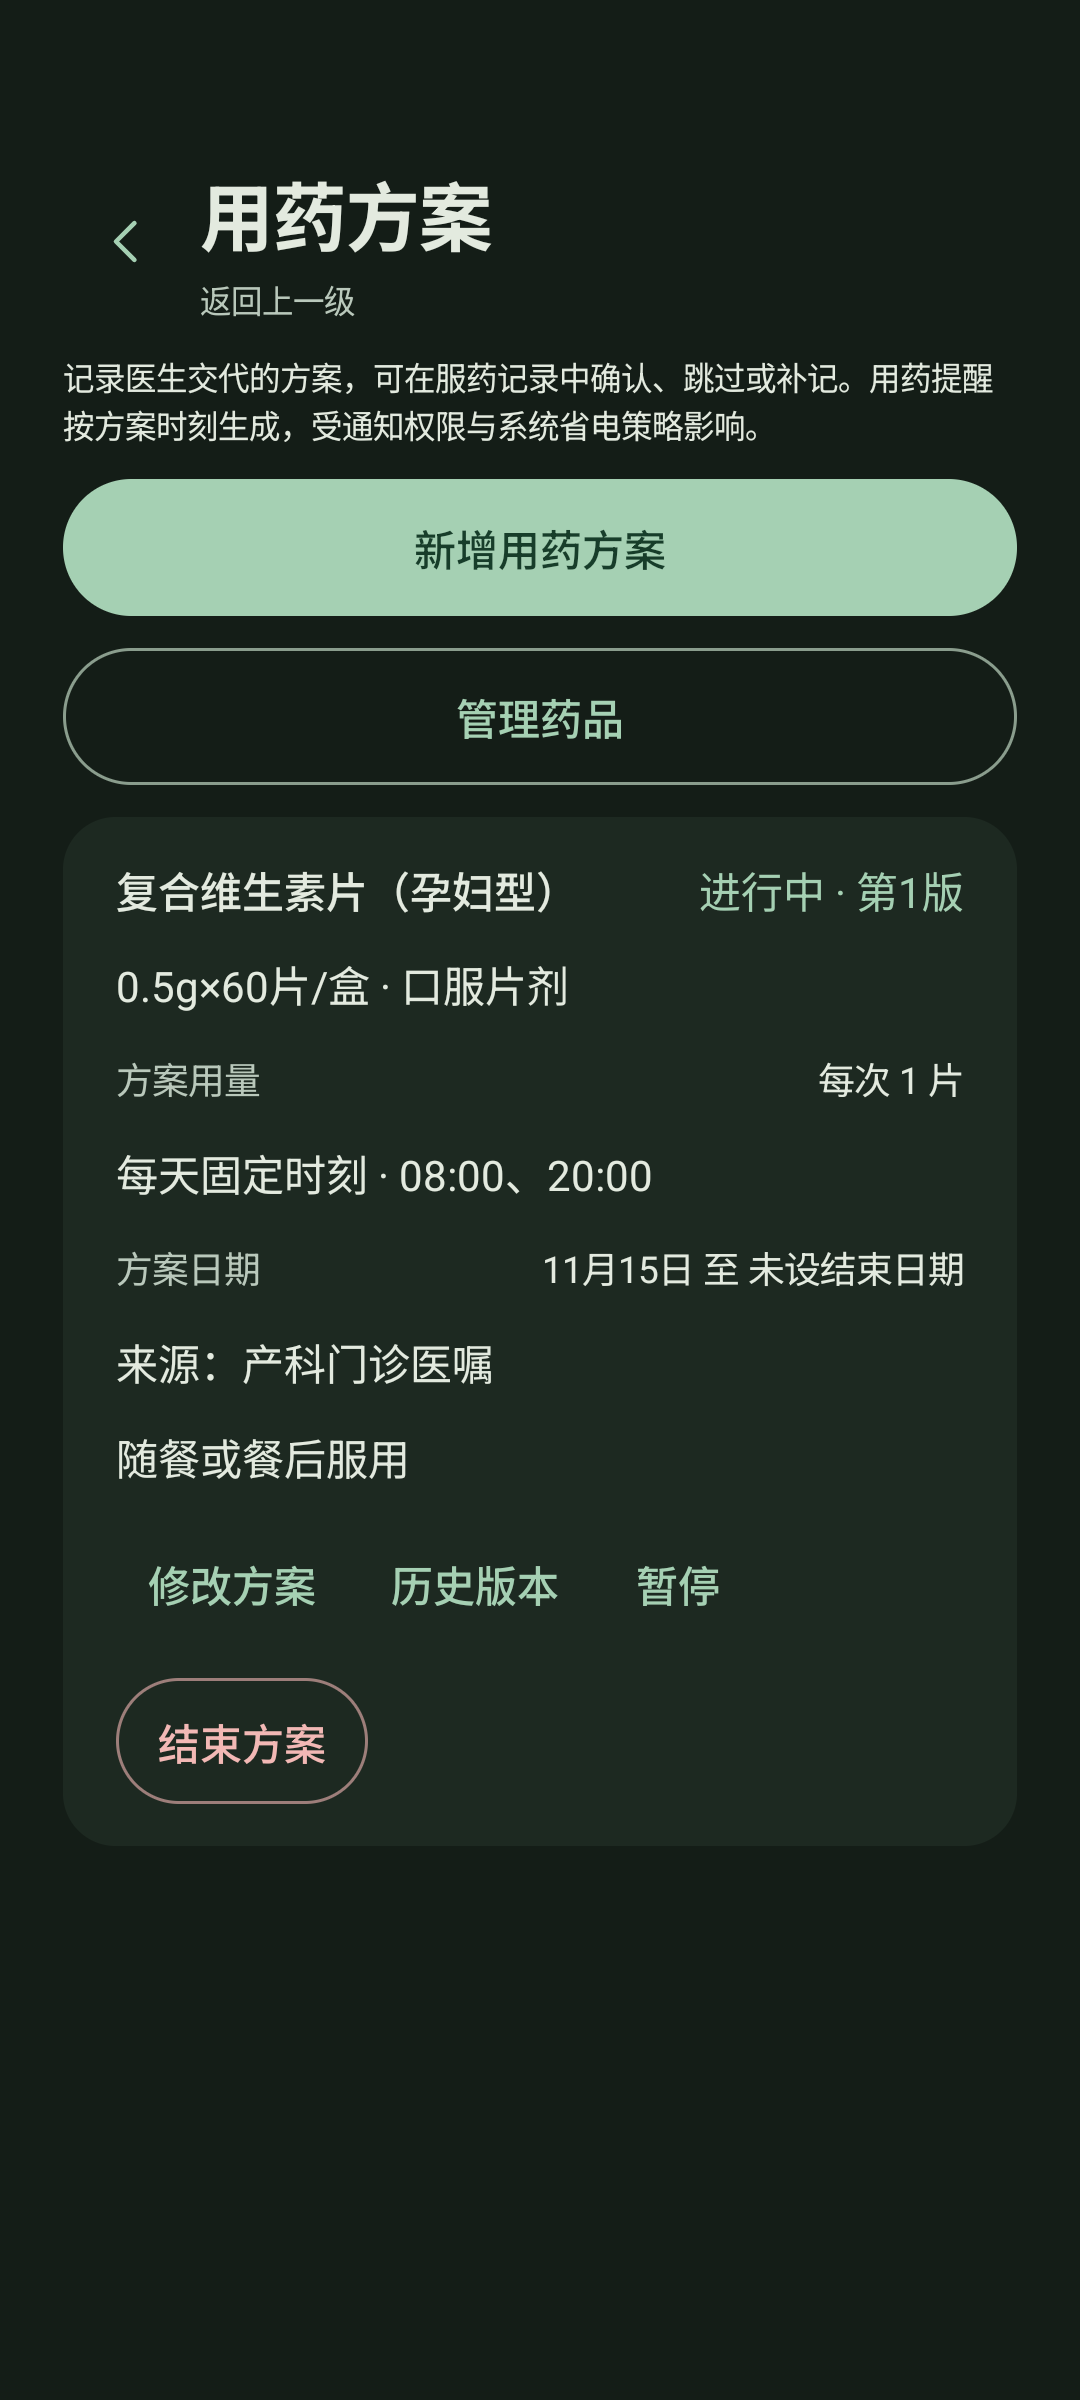 用药方案
返回上一级
记录医生交代的方案，可在服药记录中确认、跳过或补记。用药提醒
按方案时刻生成，受通知权限与系统省电策略影响。
新增用药方案
管理药品
复合维生素片（孕妇型） 进行中 · 第1版
0.5g×60片/盒 · 口服片剂
方案用量 每次 1 片
每天固定时刻 · 08:00、20:00
方案日期 11月15日 至 未设结束日期
来源：产科门诊医嘱
随餐或餐后服用
修改方案 历史版本 暂停
结束方案